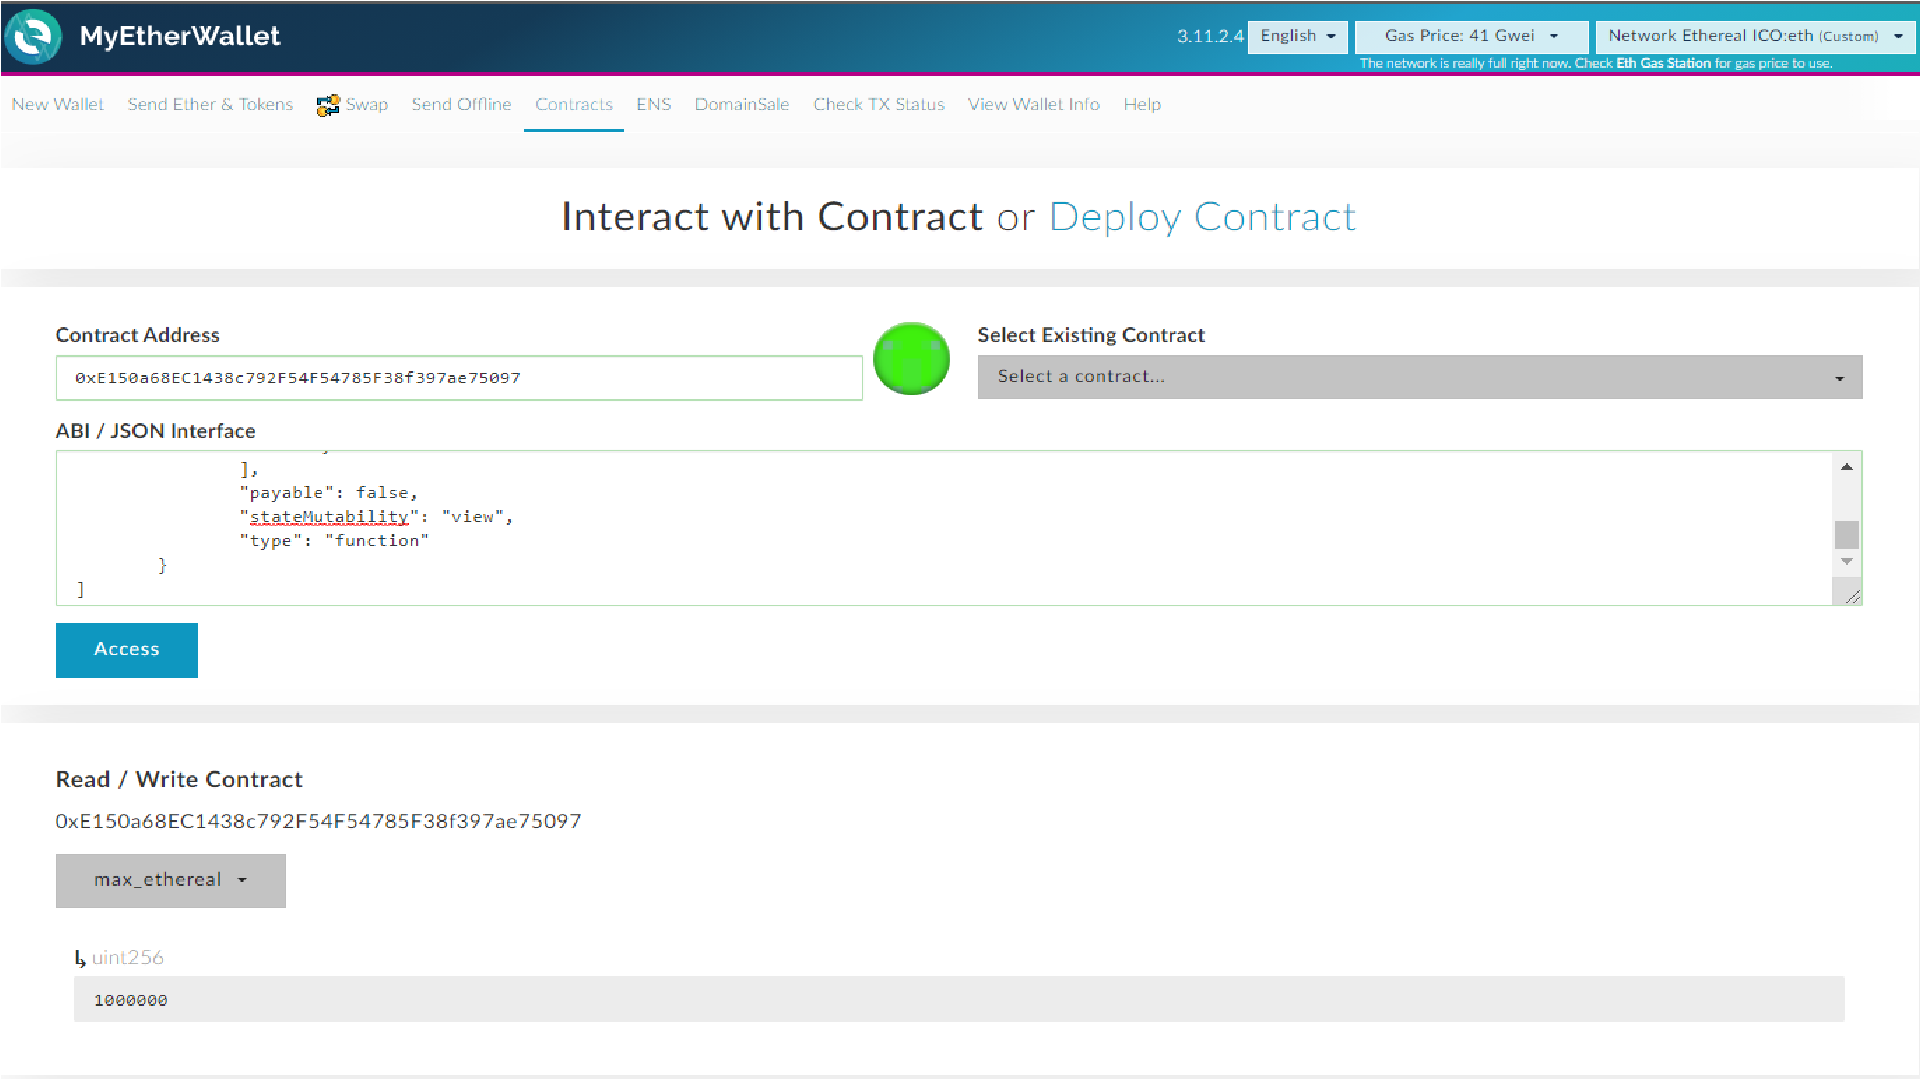 MyEtherWallet
3.11.2.4 English Gas Price: 41 Gwei Network Ethereal ICO:eth (Custom)
The network is really full right now. Check Eth Gas Station for gas price to use.
New Wallet Send Ether & Tokens Swap Send Offline Contracts ENS DomainSale Check TX Status View Wallet Info Help
Interact with Contract or Deploy Contract
Contract Address
0xE150a68EC1438c792F54F54785F38f397ae75097
Select Existing Contract
Select a contract...
ABI / JSON Interface
],
"payable": false,
"stateMutability": "view",
"type": "function"
}
]
Access
Read / Write Contract
0xE150a68EC1438c792F54F54785F38f397ae75097
max_ethereal
↳ uint256
1000000